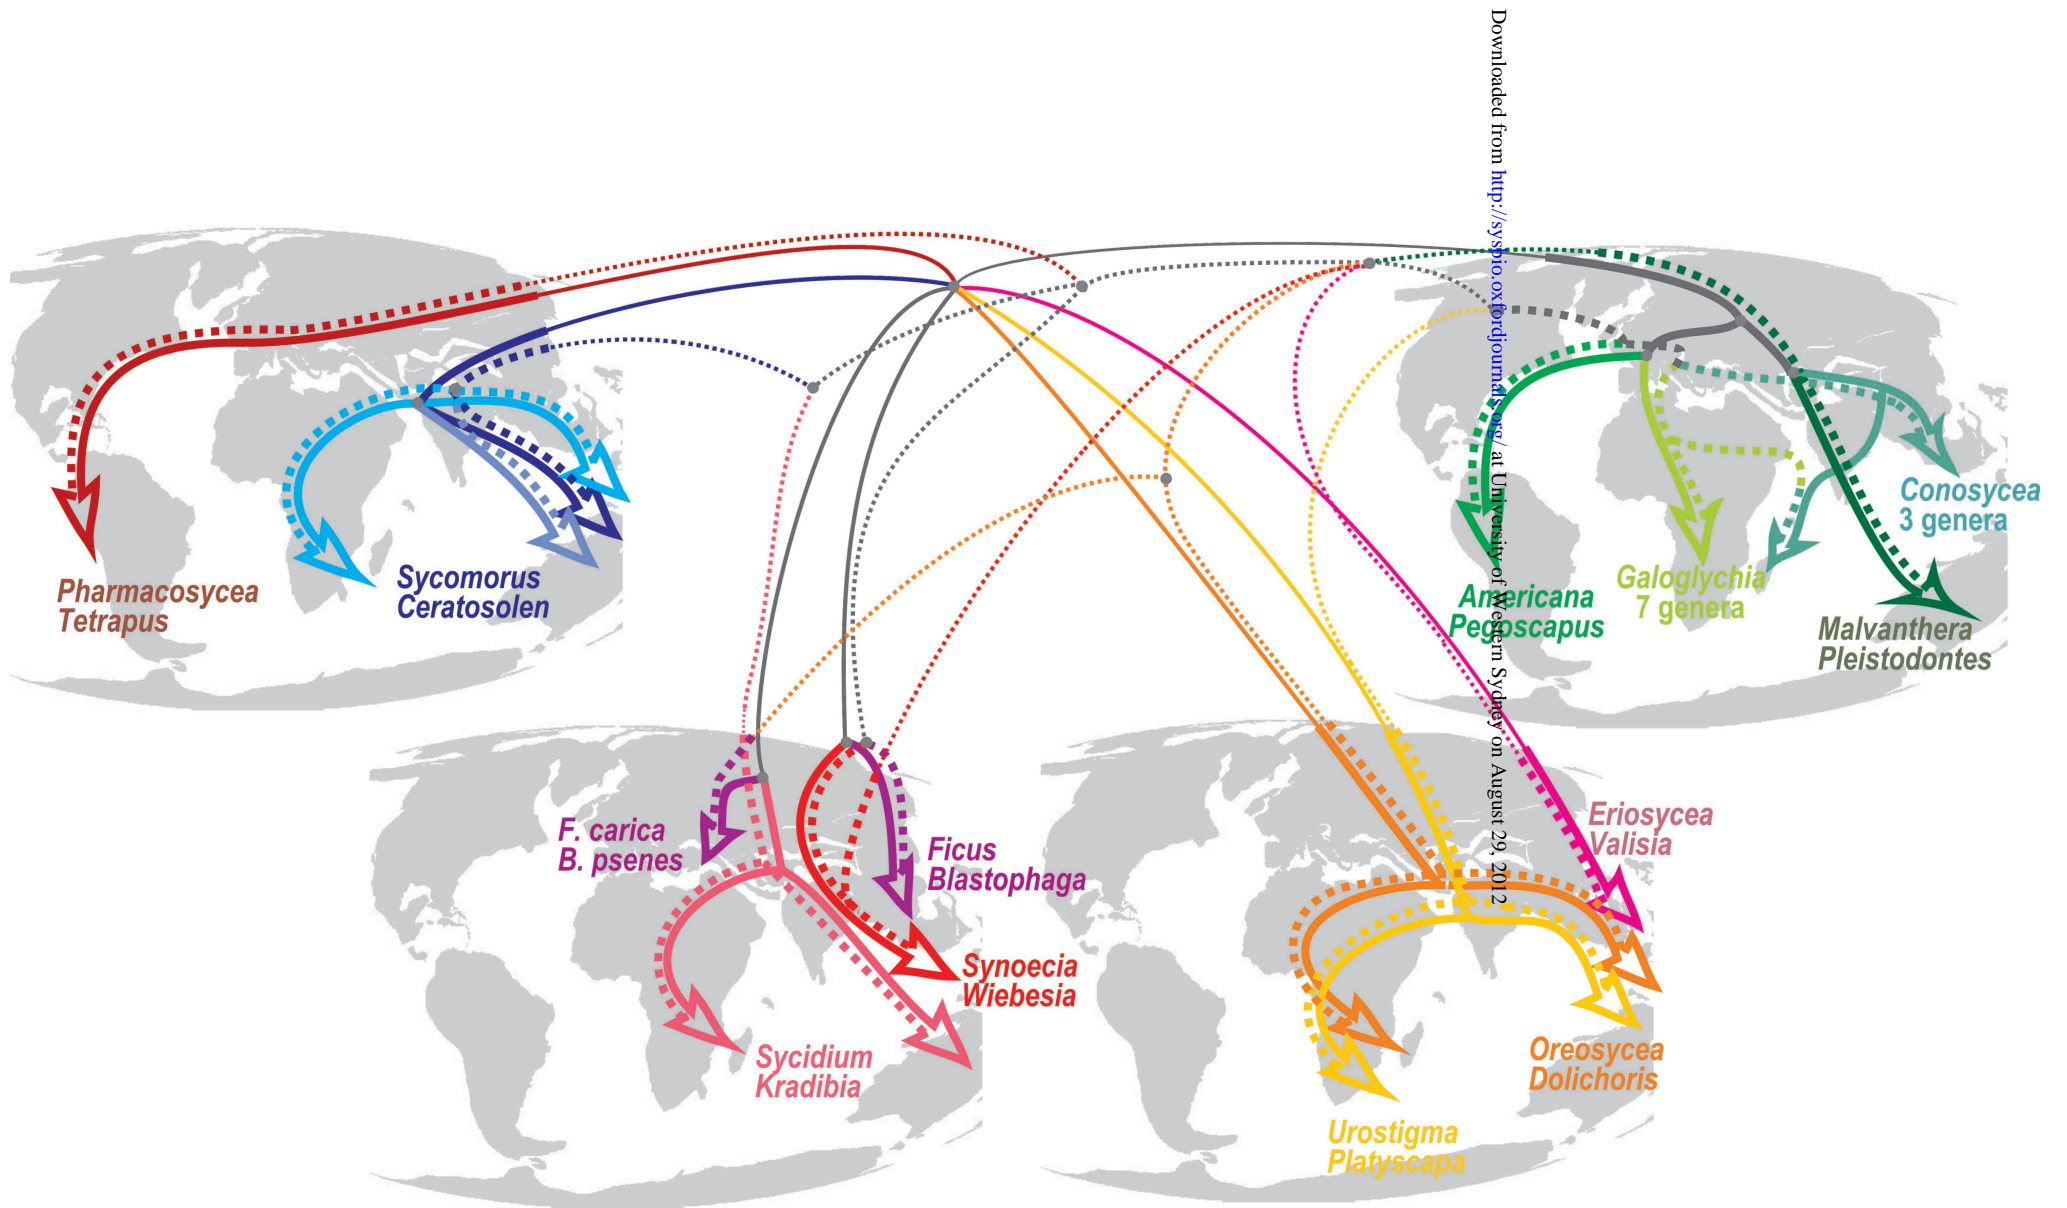 Downloaded from http://sysbio.oxfordjournals.org/ at University of Western Sydney on August 29, 2012
Pharmacosycea
Tetrapus
Sycomorus
Ceratosolen
Conosycea
3 genera
Galoglychia
7 genera
Americana
Pegoscapus
Malvanthera
Pleistodontes
F. carica
B. psenes
Ficus
Blastophaga
Synoecia
Wiebesia
Sycidium
Kradibia
Eriosycea
Valisia
Oreosycea
Dolichoris
Urostigma
Platyscapa